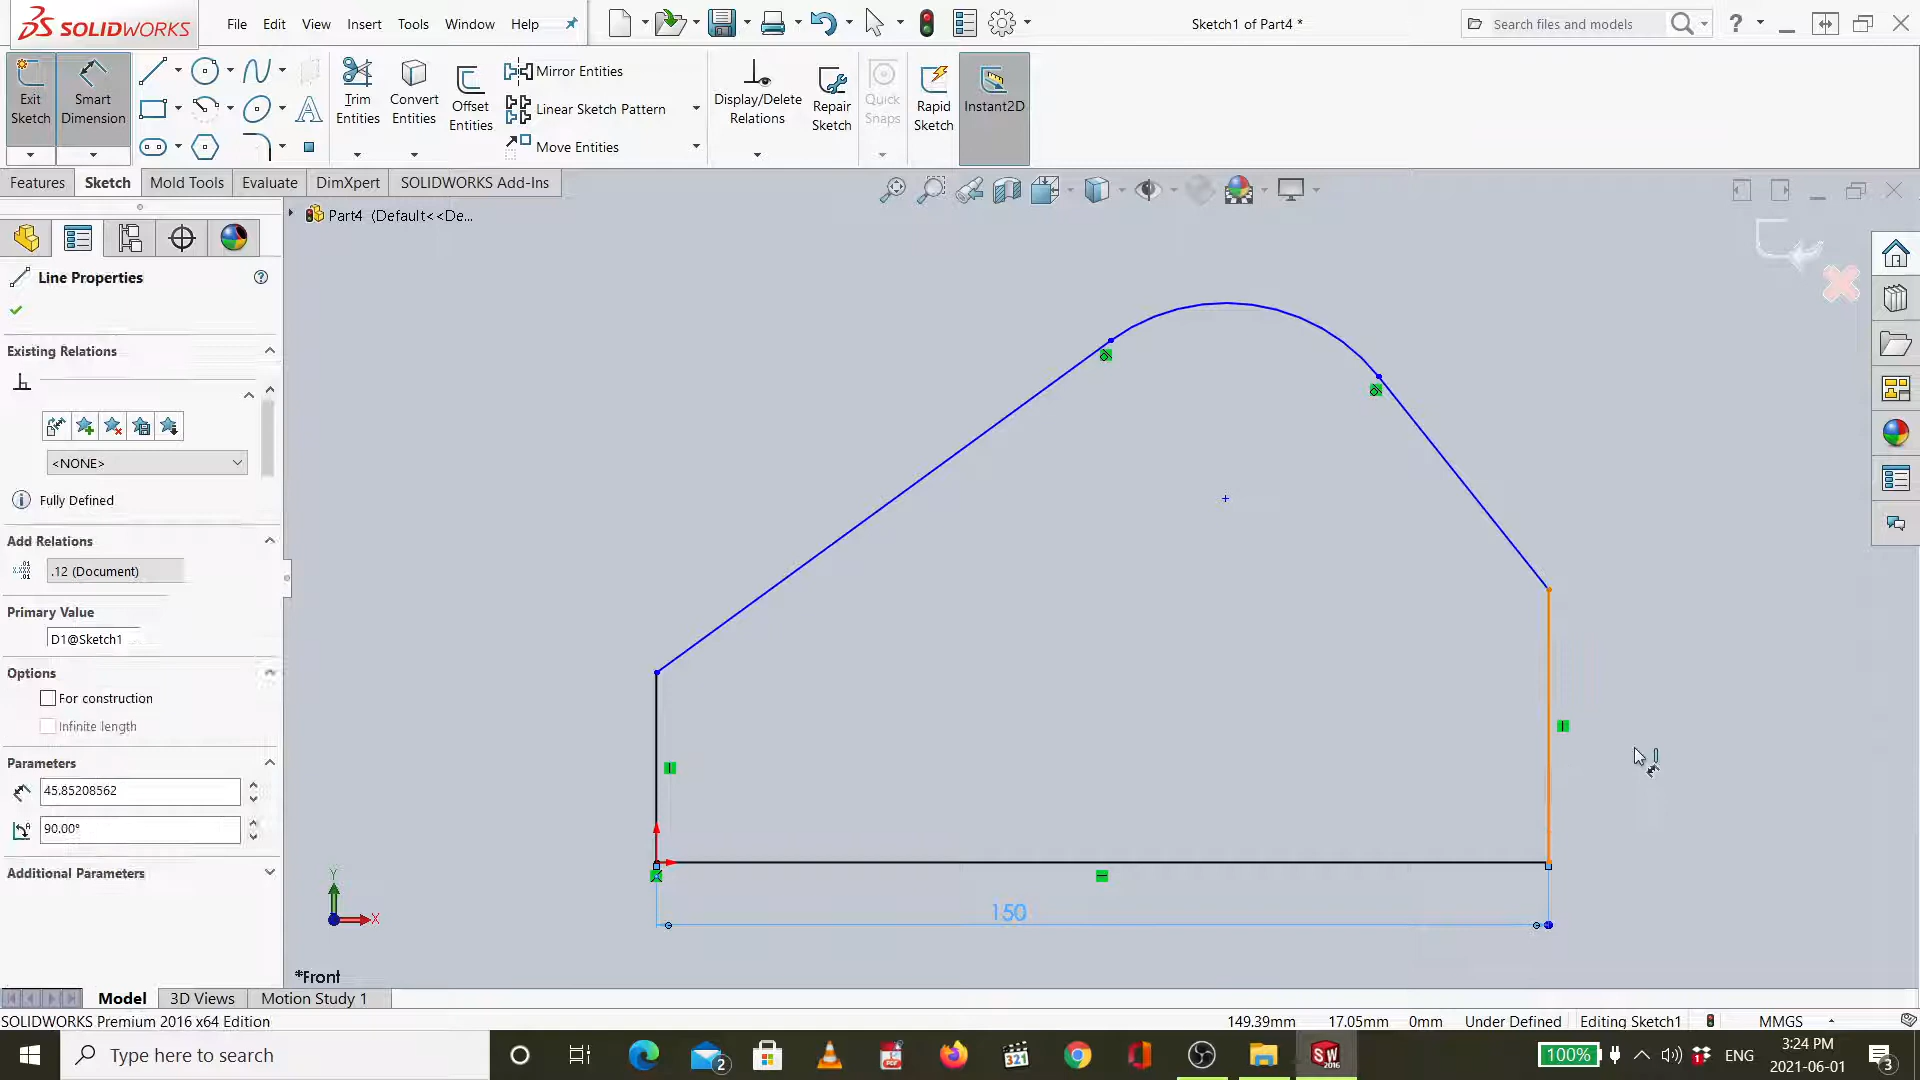 SOLIDWORKS
File Edit View Insert Tools Window Help
Sketch1 of Part4 *
Search files and models
?
Exit Sketch
Smart Dimension
Trim Entities
Convert Entities
Offset Entities
Mirror Entities
Linear Sketch Pattern
Move Entities
Display/Delete Relations
Repair Sketch
Quick Snaps
Rapid Sketch
Instant2D
Features Sketch Mold Tools Evaluate DimXpert SOLIDWORKS Add-Ins
Part4 (Default<<De...
Line Properties
?
Existing Relations
<NONE>
Fully Defined
Add Relations
.12 (Document)
Primary Value
D1@Sketch1
Options
For construction
Infinite length
Parameters
45.85208562
90.00°
Additional Parameters
150
Y
X
*Front
Model 3D Views Motion Study 1
SOLIDWORKS Premium 2016 x64 Edition
149.39mm 17.05mm 0mm Under Defined Editing Sketch1 MMGS
Type here to search
2
321
SW
2016
100%
ENG
3:24 PM
2021-06-01
3